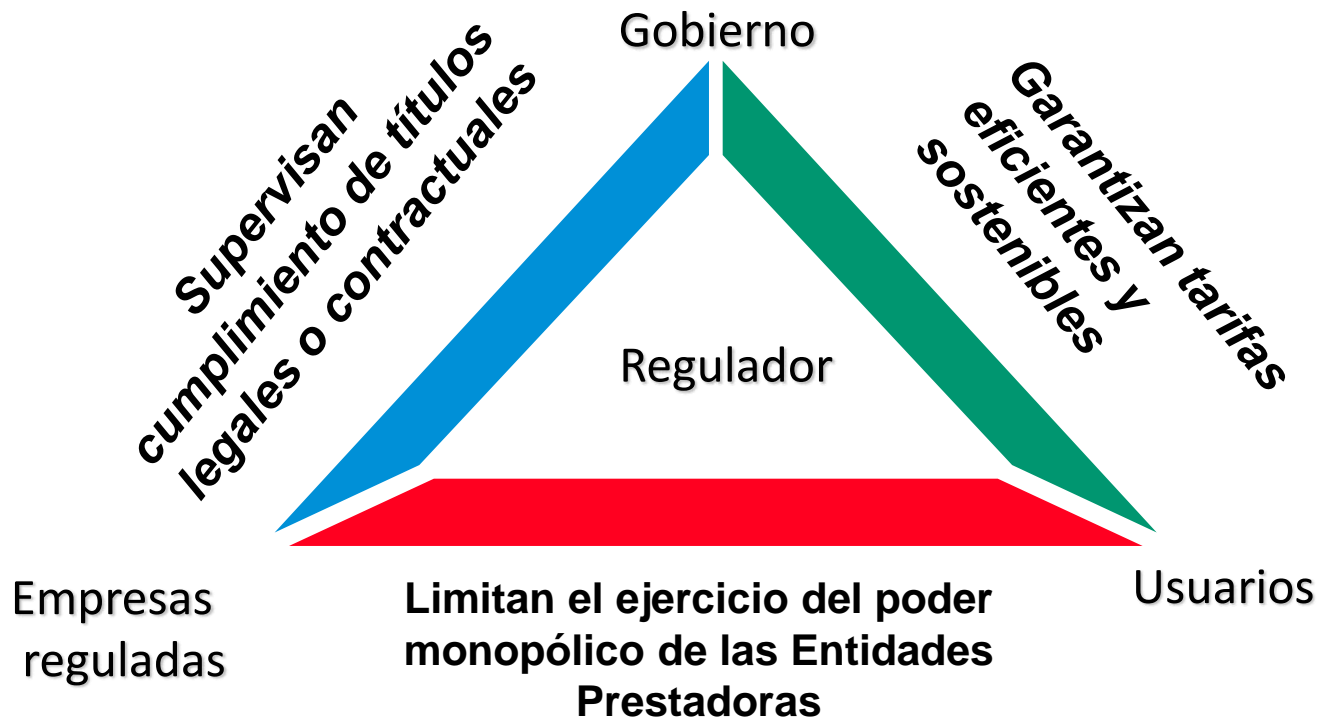 Gobierno
Supervisan
cumplimiento de títulos
legales o contractuales
Garantizan tarifas
eficientes y
sostenibles
Regulador
Empresas
reguladas
Limitan el ejercicio del poder
monopólico de las Entidades
Prestadoras
Usuarios